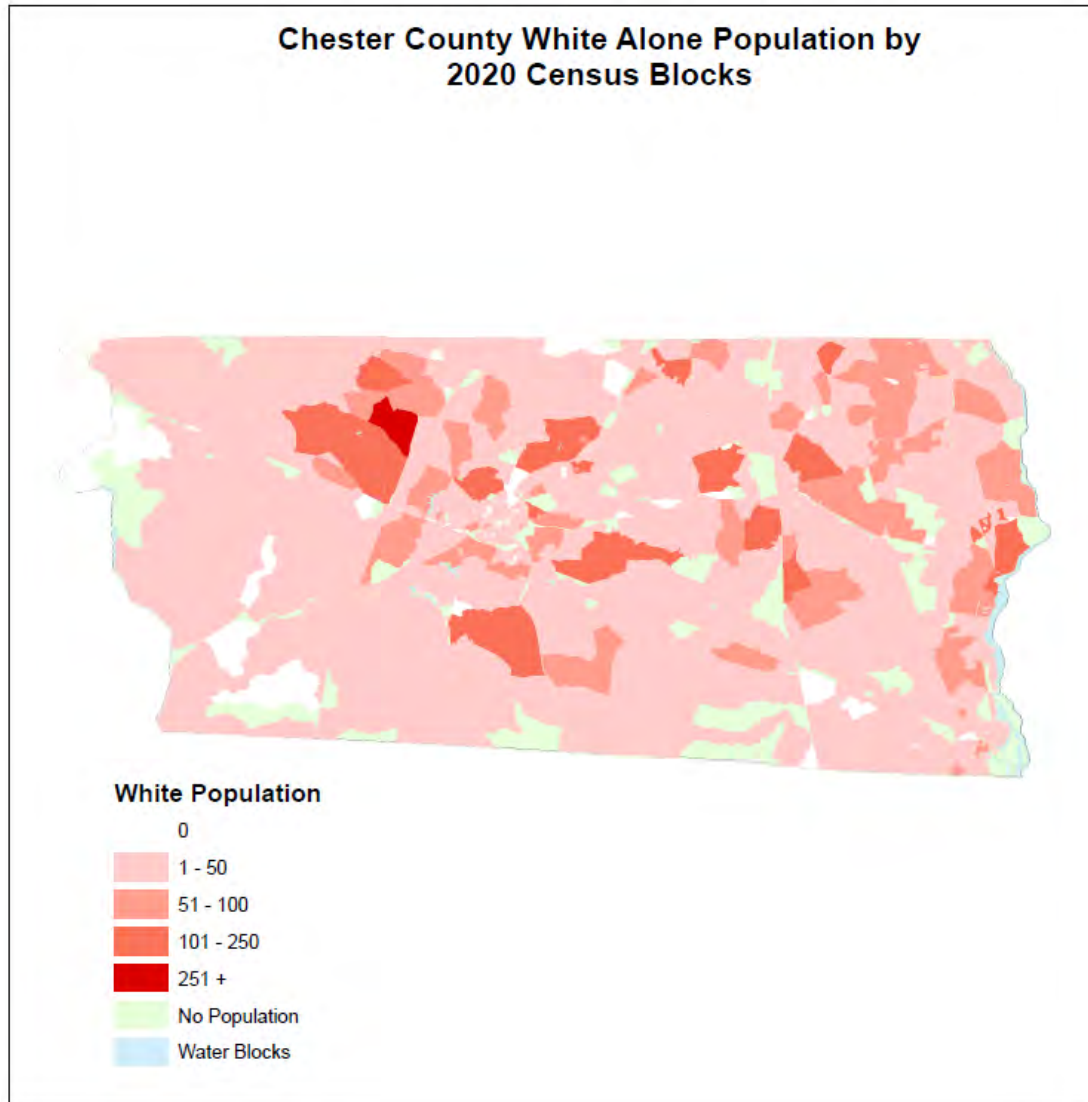 Chester County White Alone Population by
2020 Census Blocks
White Population
0
1 - 50
51 - 100
101 - 250
251 +
No Population
Water Blocks